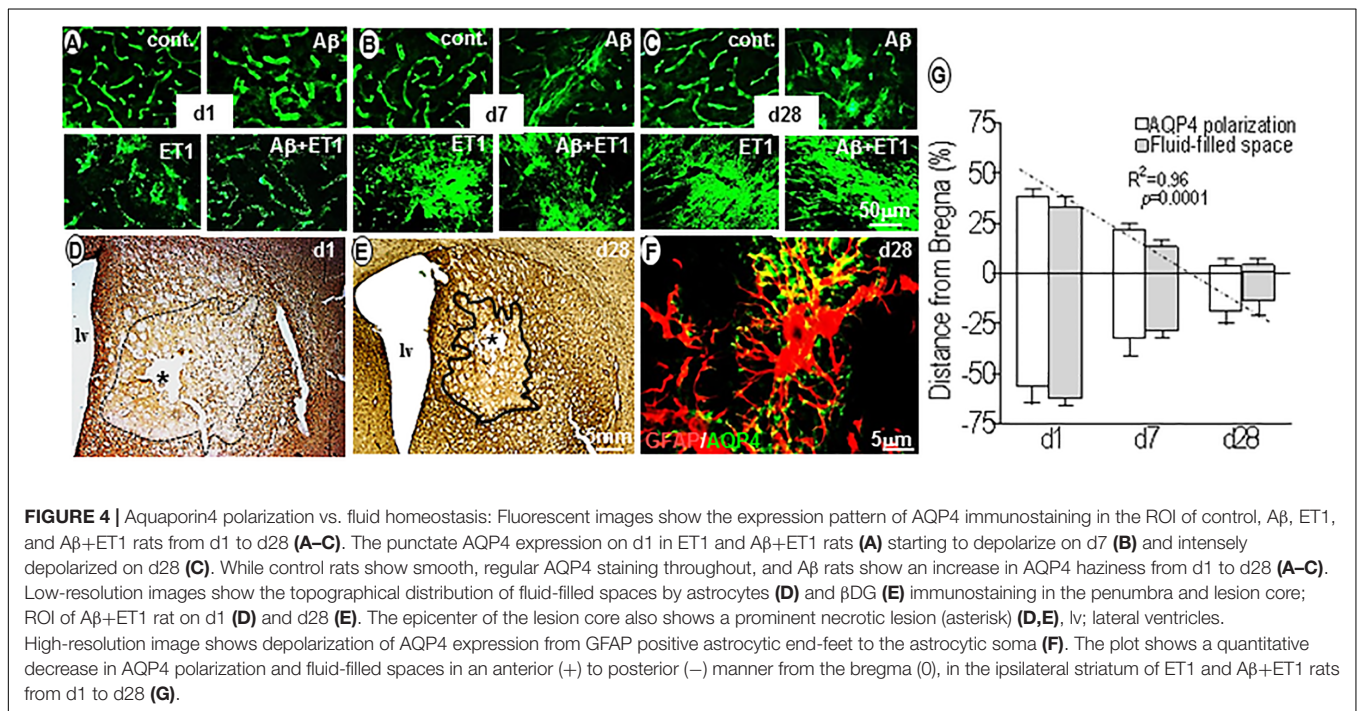 A cont. Aβ B cont. Aβ C cont. Aβ
d1 d7 d28
ET1 Aβ+ET1 ET1 Aβ+ET1 ET1 Aβ+ET1
50μm
D d1 E d28 F d28
lv * lv *
GFAP/AQP4 5μm
G
75
50
25
0
-25
-50
-75
Distance from Bregna (%)
AQP4 polarization
Fluid-filled space
R²=0.96
p=0.0001
d1 d7 d28
FIGURE 4 | Aquaporin4 polarization vs. fluid homeostasis: Fluorescent images show the expression pattern of AQP4 immunostaining in the ROI of control, Aβ, ET1,
and Aβ+ET1 rats from d1 to d28 (A–C). The punctate AQP4 expression on d1 in ET1 and Aβ+ET1 rats (A) starting to depolarize on d7 (B) and intensely
depolarized on d28 (C). While control rats show smooth, regular AQP4 staining throughout, and Aβ rats show an increase in AQP4 haziness from d1 to d28 (A–C).
Low-resolution images show the topographical distribution of fluid-filled spaces by astrocytes (D) and βDG (E) immunostaining in the penumbra and lesion core;
ROI of Aβ+ET1 rat on d1 (D) and d28 (E). The epicenter of the lesion core also shows a prominent necrotic lesion (asterisk) (D,E), lv; lateral ventricles.
High-resolution image shows depolarization of AQP4 expression from GFAP positive astrocytic end-feet to the astrocytic soma (F). The plot shows a quantitative
decrease in AQP4 polarization and fluid-filled spaces in an anterior (+) to posterior (−) manner from the bregma (0), in the ipsilateral striatum of ET1 and Aβ+ET1 rats
from d1 to d28 (G).